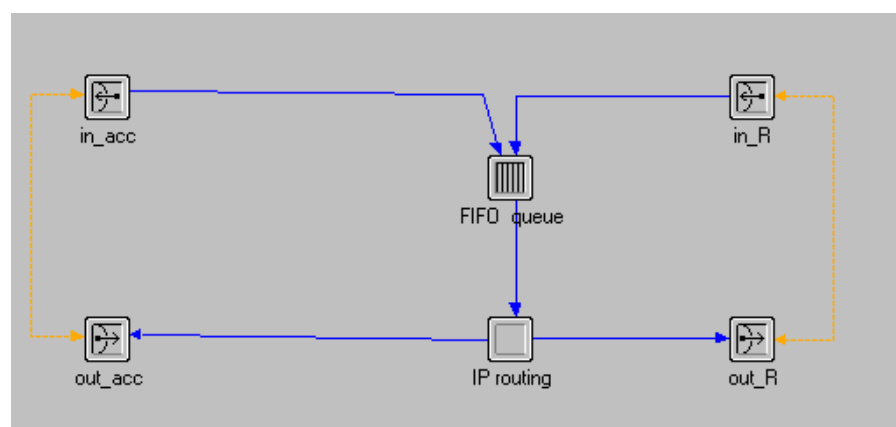 in_acc
in_R
FIFO queue
out_acc
IP routing
out_R